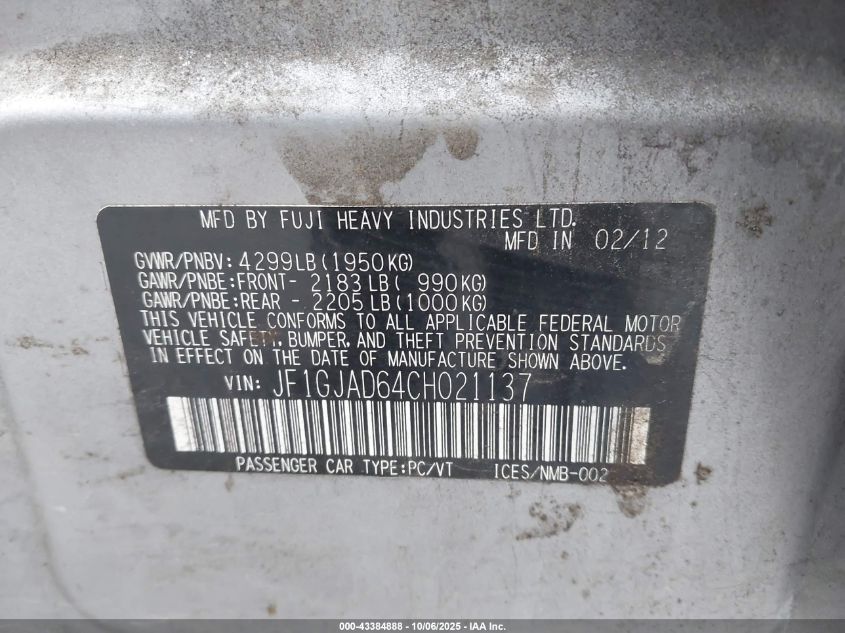 MFD BY FUJI HEAVY INDUSTRIES LTD.
MFD IN 02/12
GVWR/PNBV: 4299LB(1950KG)
GAWR/PNBE:FRONT- 2183LB( 990KG)
GAWR/PNBE:REAR - 2205LB(1000KG)
THIS VEHICLE CONFORMS TO ALL APPLICABLE FEDERAL MOTOR
VEHICLE SAFETY, BUMPER, AND THEFT PREVENTION STANDARDS
IN EFFECT ON THE DATE OF MANUFACTURE SHOWN ABOVE.
VIN: JF1GJAD64CH021137
PASSENGER CAR TYPE:PC/VT ICES/NMB-002
000-43384888 - 10/06/2025 - IAA Inc.